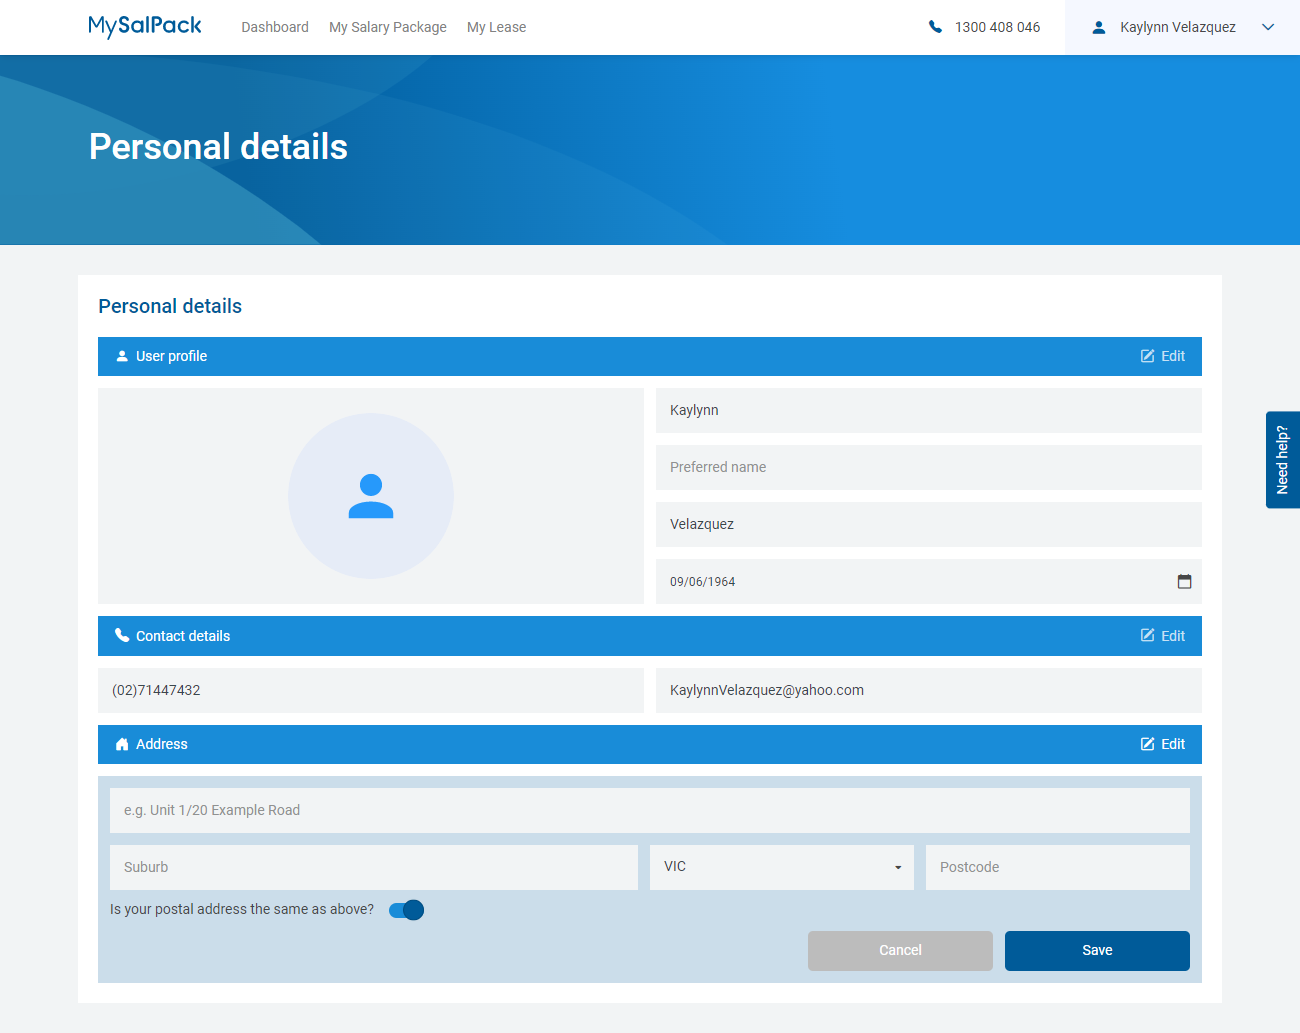 MySalPack Dashboard My Salary Package My Lease 1300 408 046 Kaylynn Velazquez
Personal details
Personal details
User profile Edit
Kaylynn
Preferred name
Velazquez
09/06/1964
Need help?
Contact details Edit
(02)71447432 KaylynnVelazquez@yahoo.com
Address Edit
e.g. Unit 1/20 Example Road
Suburb VIC Postcode
Is your postal address the same as above?
Cancel Save